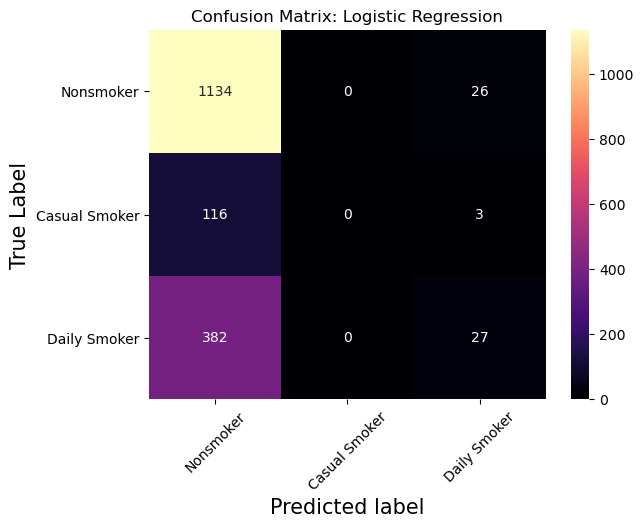 Confusion Matrix: Logistic Regression
True Label
Nonsmoker
1134
0
26
Casual Smoker
116
0
3
Daily Smoker
382
0
27
Nonsmoker
Casual Smoker
Daily Smoker
Predicted label
1000
800
600
400
200
0